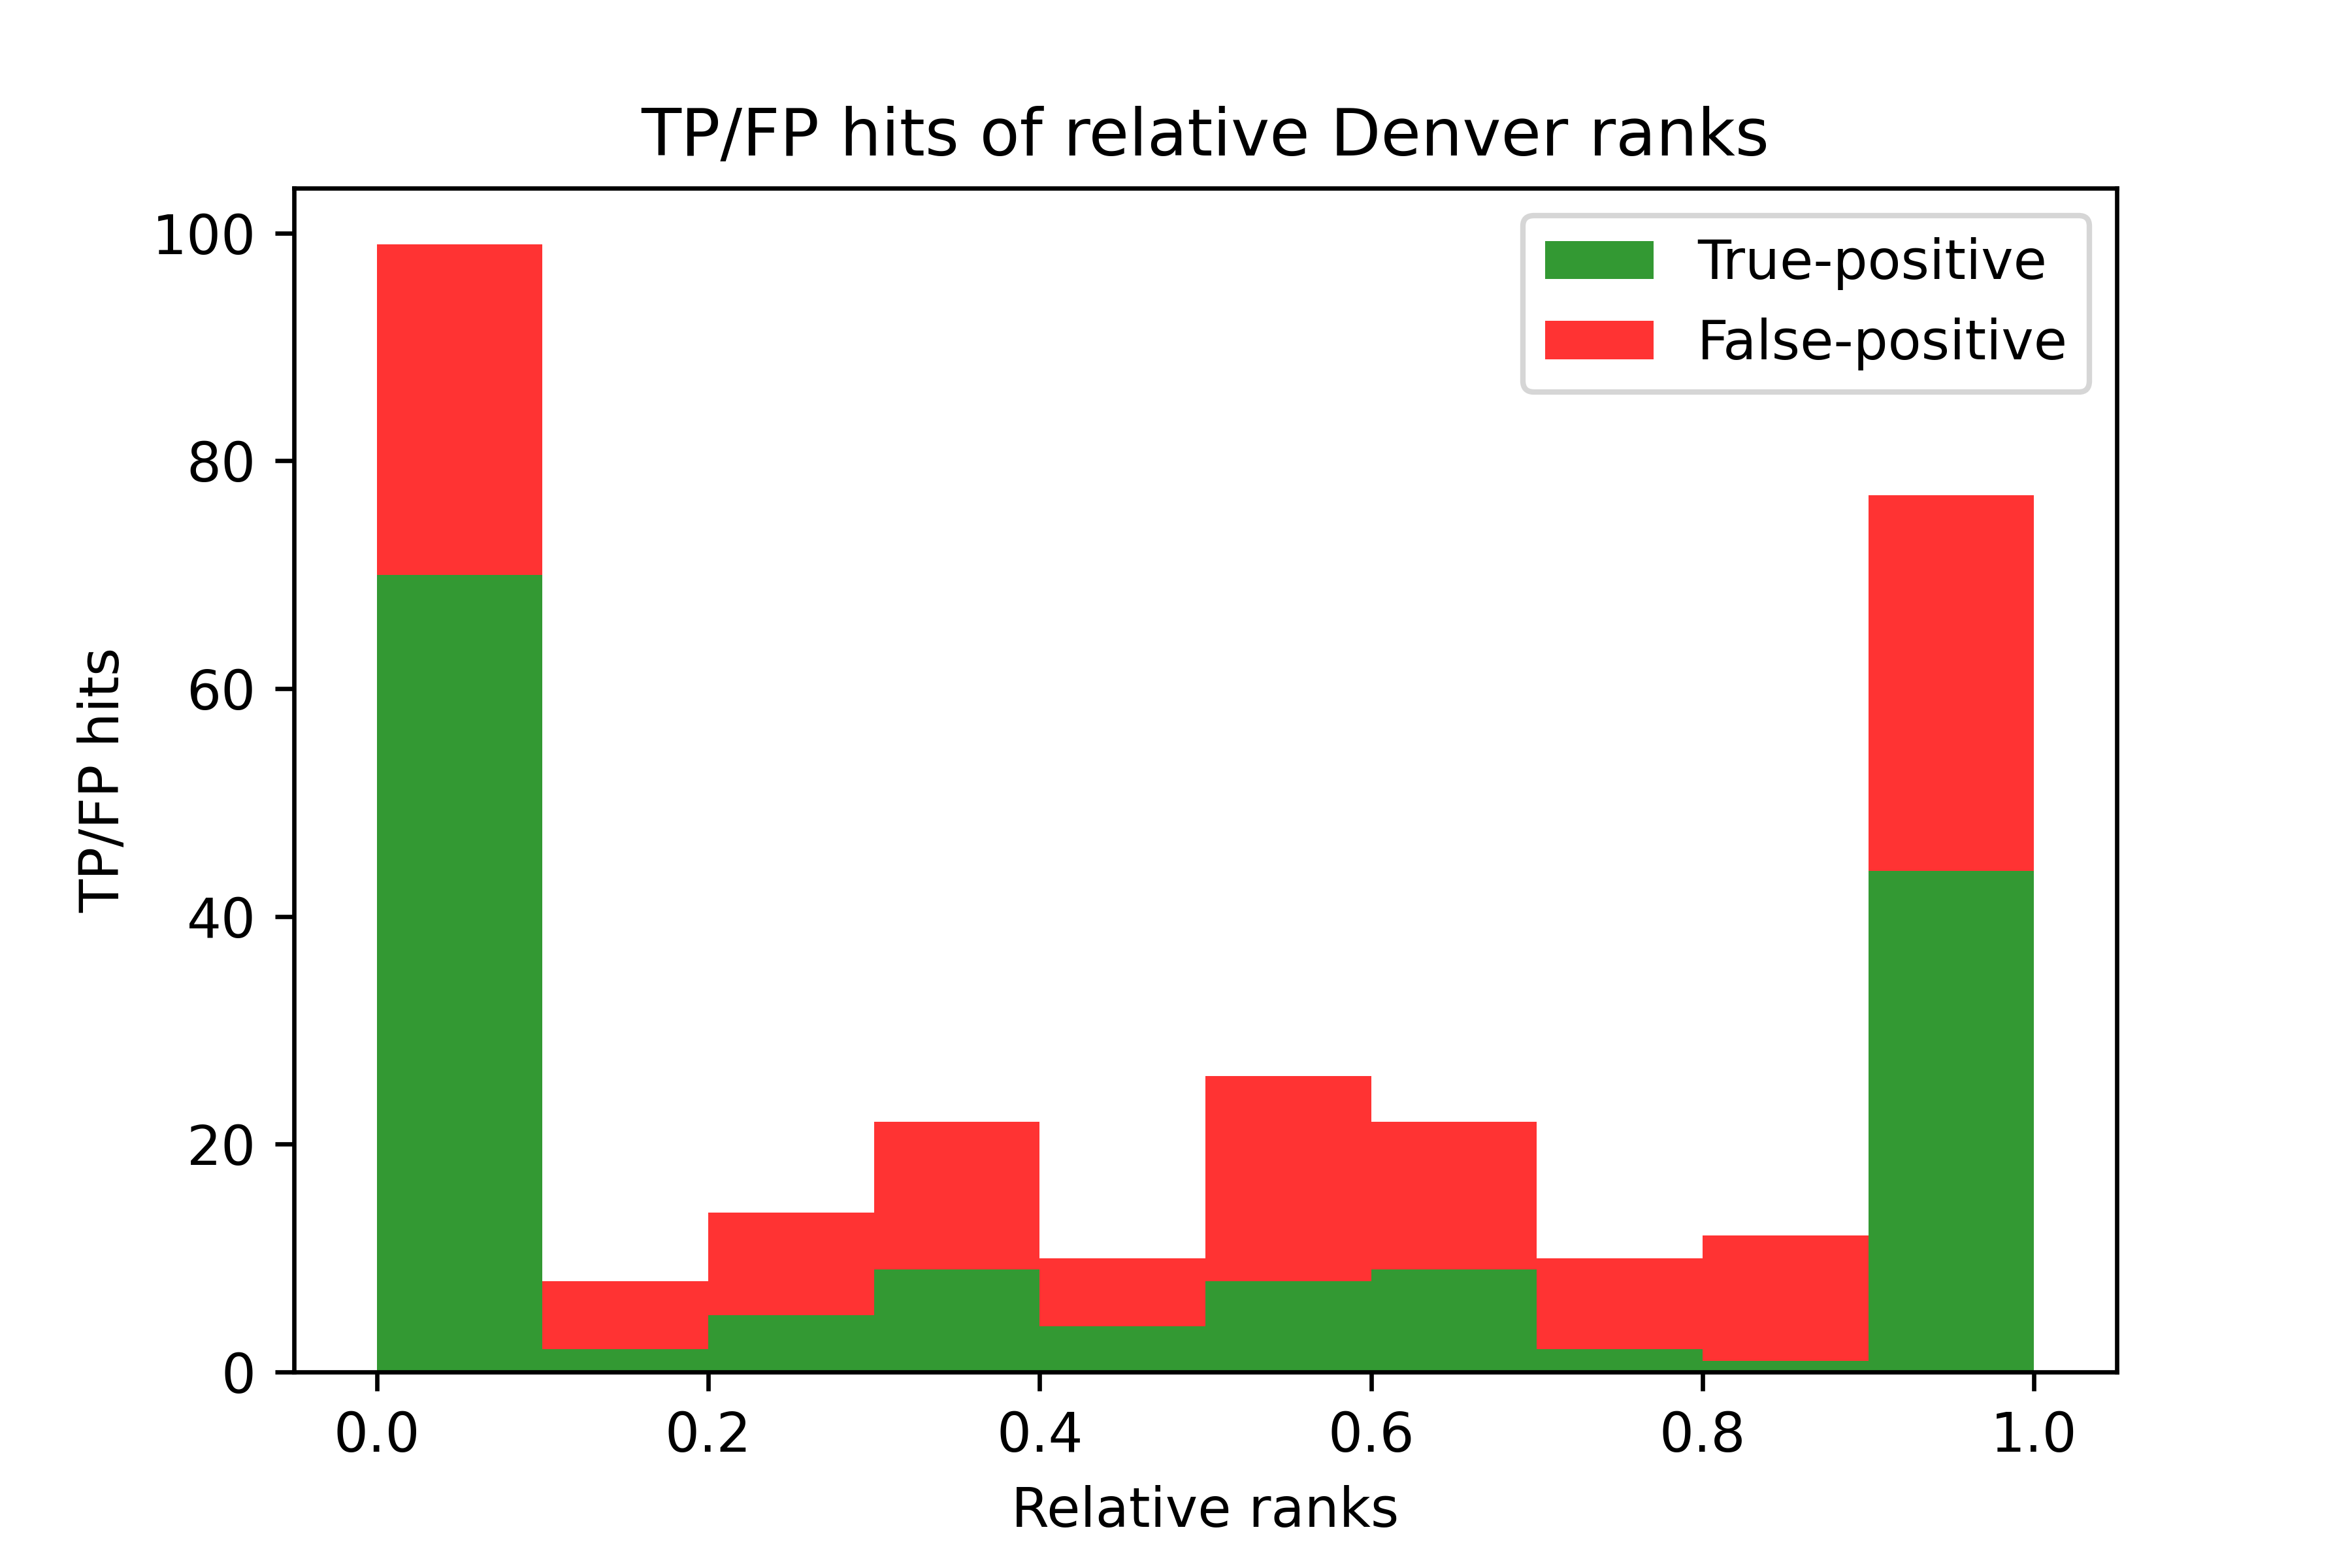 TP/FP hits of relative Denver ranks
True-positive
False-positive
TP/FP hits
100
80
60
40
20
0
0.0 0.2 0.4 0.6 0.8 1.0
Relative ranks